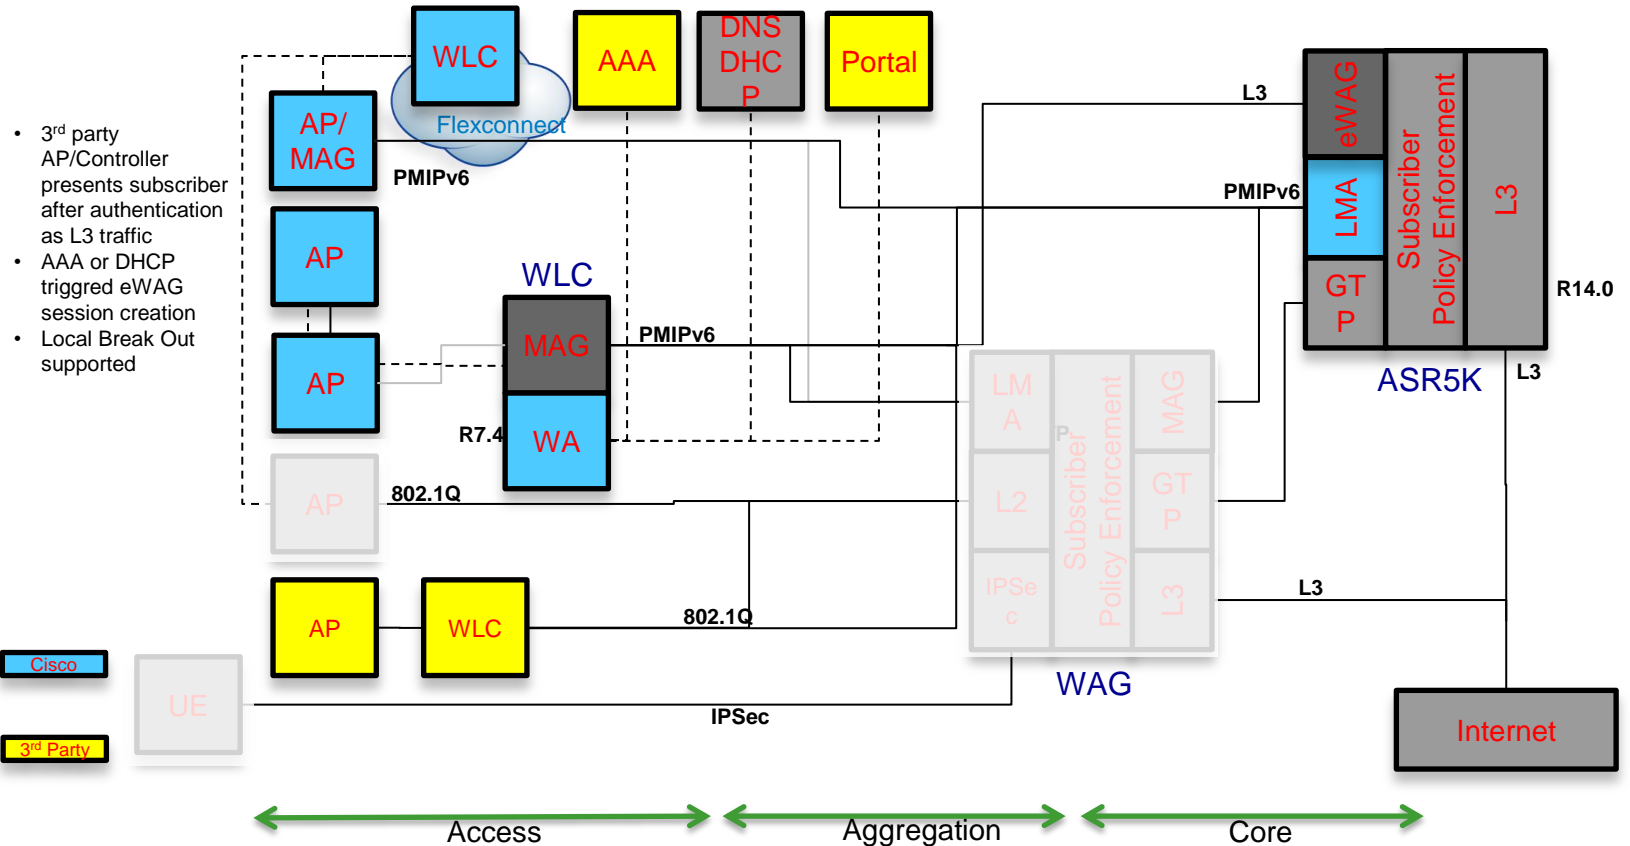 WLC
AAA
DNS
DHC
P
Portal
Flexconnect
AP/
MAG
PMIPv6
• 3rd party
AP/Controller
presents subscriber
after authentication
as L3 traffic
• AAA or DHCP
triggred eWAG
session creation
• Local Break Out
supported
AP
AP
WLC
MAG
PMIPv6
R7.4
WA
AP
802.1Q
AP
WLC
802.1Q
Cisco
3rd Party
UE
IPSec
LM
A
L2
IPSe
c
P
Subscriber
Policy Enforcement
MAG
GT
P
L3
WAG
L3
PMIPv6
eWAG
LMA
GT
P
Subscriber
Policy Enforcement
L3
R14.0
ASR5K
L3
L3
Internet
Access
Aggregation
Core